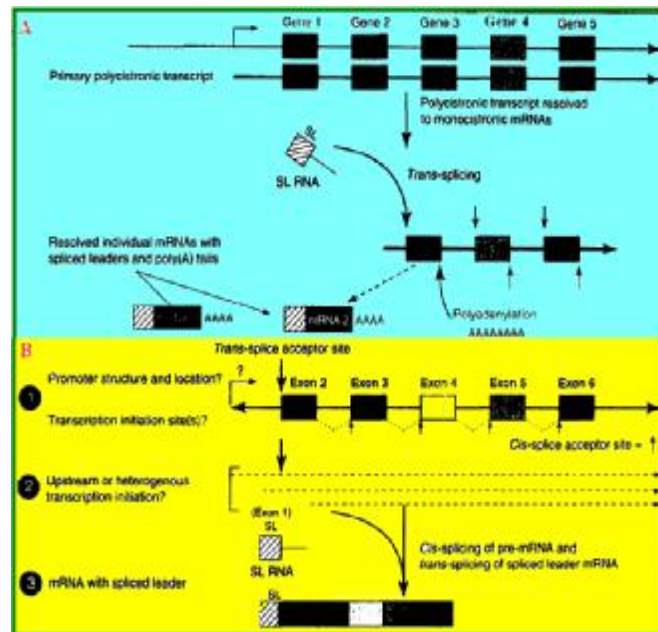 A
Gene 1 Gene 2 Gene 3 Gene 4 Gene 5
Primary polycistronic transcript
Polycistronic transcript resolved
to monocistronic mRNAs
SL
SL RNA
Trans-splicing
Resolved individual mRNAs with
spliced leaders and poly(A) tails
AAAA
mRNA-2 AAAA
Polyadenylation
AAAAAAAA
B
Trans-splice acceptor site
1
Promoter structure and location?
?
Exon 2 Exon 3 Exon 4 Exon 5 Exon 6
Transcription initiation site(s)?
Cis-splice acceptor site =
2
Upstream or heterogenous
transcription initiation?
(Exon 1)
SL
SL RNA
Cis-splicing of pre-mRNA and
trans-splicing of spliced leader mRNA
3
mRNA with spliced leader
SL